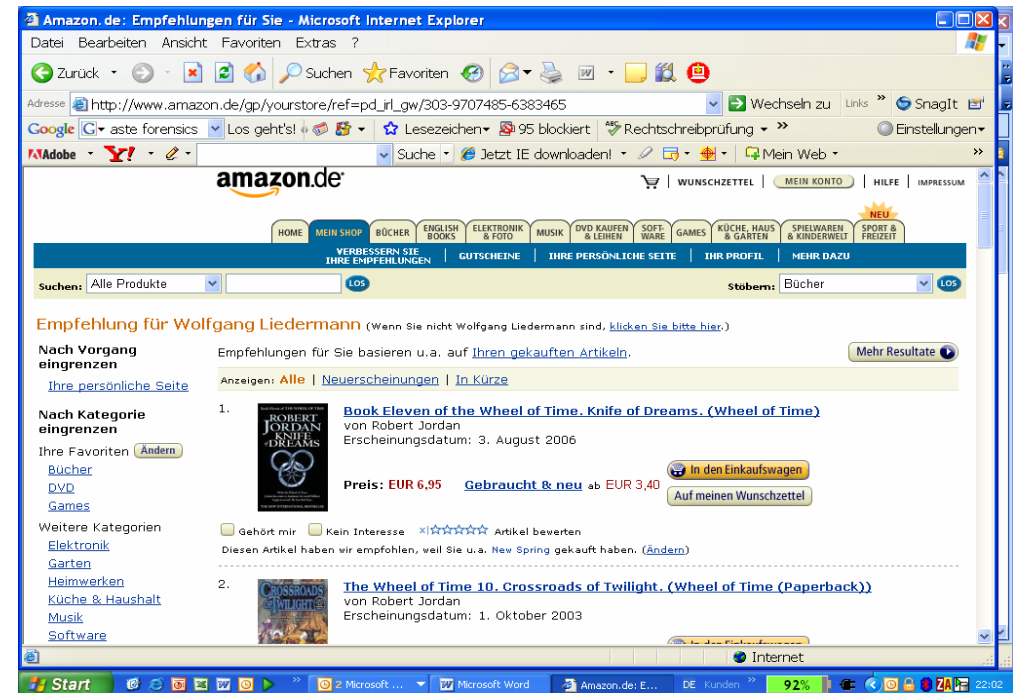 Amazon.de: Empfehlungen für Sie - Microsoft Internet Explorer
Datei Bearbeiten Ansicht Favoriten Extras ?
Zurück Suchen Favoriten
Adresse http://www.amazon.de/gp/yourstore/ref=pd_irl_gw/303-9707485-6383465 Wechseln zu Links » SnagIt
Google G aste forensics Los geht's! Lesezeichen 95 blockiert Rechtschreibprüfung » Einstellungen
Adobe Y! Suche Jetzt IE downloaden! Mein Web »
amazon.de WUNSCHZETTEL | MEIN KONTO | HILFE | IMPRESSUM
NEU
HOME MEIN SHOP BÜCHER ENGLISH BOOKS ELEKTRONIK & FOTO MUSIK DVD KAUFEN & LEIHEN SOFT-WARE GAMES KÜCHE, HAUS & GARTEN SPIELWAREN & KINDERWELT SPORT & FREIZEIT
VERBESSERN SIE IHRE EMPFEHLUNGEN | GUTSCHEINE | IHRE PERSÖNLICHE SEITE | IHR PROFIL | MEHR DAZU
Suchen: Alle Produkte LOS Stöbern: Bücher LOS
Empfehlung für Wolfgang Liedermann (Wenn Sie nicht Wolfgang Liedermann sind, klicken Sie bitte hier.)
Nach Vorgang eingrenzen
Ihre persönliche Seite
Nach Kategorie eingrenzen
Ihre Favoriten Ändern
Bücher
DVD
Games
Weitere Kategorien
Elektronik
Garten
Heimwerken
Küche & Haushalt
Musik
Software
Empfehlungen für Sie basieren u.a. auf Ihren gekauften Artikeln. Mehr Resultate
Anzeigen: Alle | Neuerscheinungen | In Kürze
1. Book Eleven of the Wheel of Time. Knife of Dreams. (Wheel of Time)
ROBERT
JORDAN
KNIFE
OF DREAMS
von Robert Jordan
Erscheinungsdatum: 3. August 2006
Preis: EUR 6,95 Gebraucht & neu ab EUR 3,40
In den Einkaufswagen
Auf meinen Wunschzettel
Gehört mir Kein Interesse Artikel bewerten
Diesen Artikel haben wir empfohlen, weil Sie u.a. New Spring gekauft haben. (Ändern)
2. The Wheel of Time 10. Crossroads of Twilight. (Wheel of Time (Paperback))
CROSSROADS
OF TWILIGHT
von Robert Jordan
Erscheinungsdatum: 1. Oktober 2003
In den Einkaufswagen
Internet
Start » 2 Microsoft ... Microsoft Word Amazon.de: E... DE Kunden » 92% 22:02